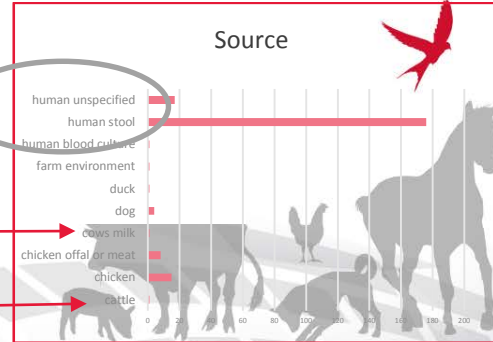 Source
human unspecified
human stool
human blood culture
farm environment
duck
dog
cows milk
chicken offal or meat
chicken
cattle
0 20 40 60 80 100 120 140 160 180 200